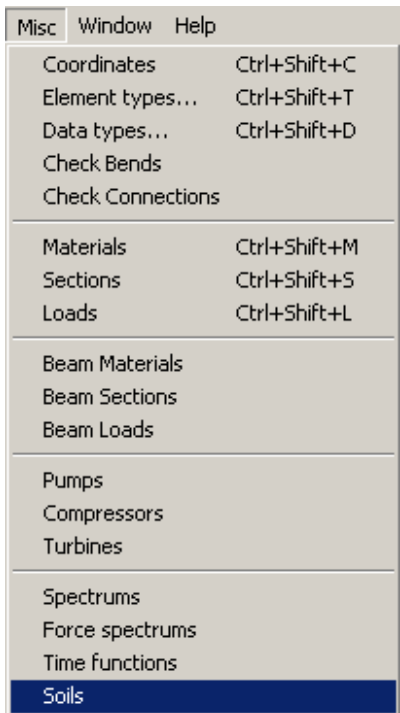 Misc Window Help
Coordinates Ctrl+Shift+C
Element types... Ctrl+Shift+T
Data types... Ctrl+Shift+D
Check Bends
Check Connections
Materials Ctrl+Shift+M
Sections Ctrl+Shift+S
Loads Ctrl+Shift+L
Beam Materials
Beam Sections
Beam Loads
Pumps
Compressors
Turbines
Spectrums
Force spectrums
Time functions
Soils